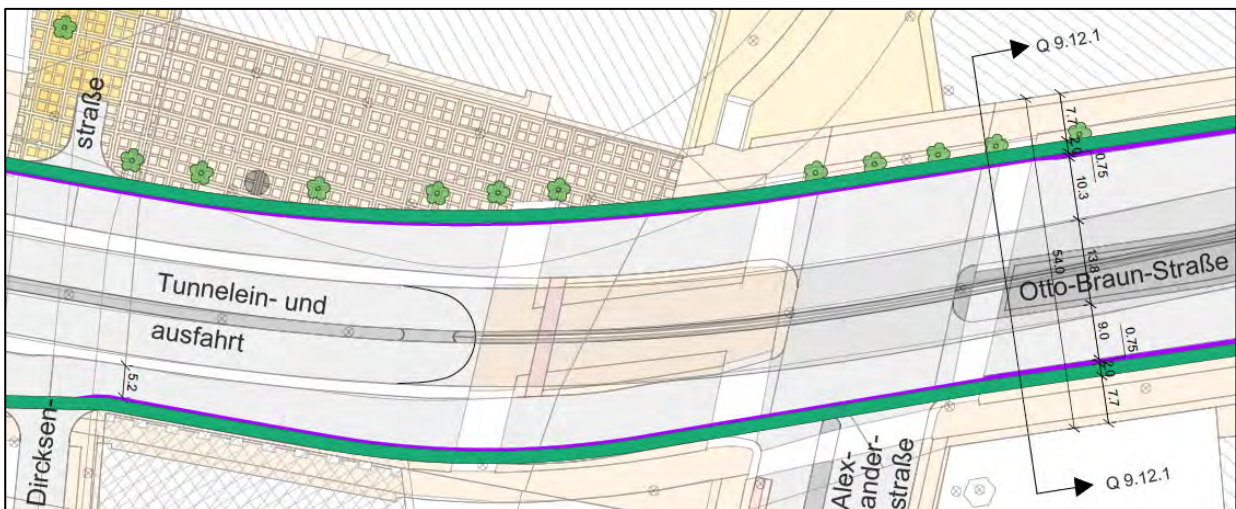 Q 9.12.1
straße
7.7
2.0
0.75
10.3
54.0
13.8
Otto-Braun-Straße
Tunnelein- und
ausfahrt
9.0
0.75
2.0
7.7
5.2
Dircksen-
Alex-
ander-
straße
Q 9.12.1